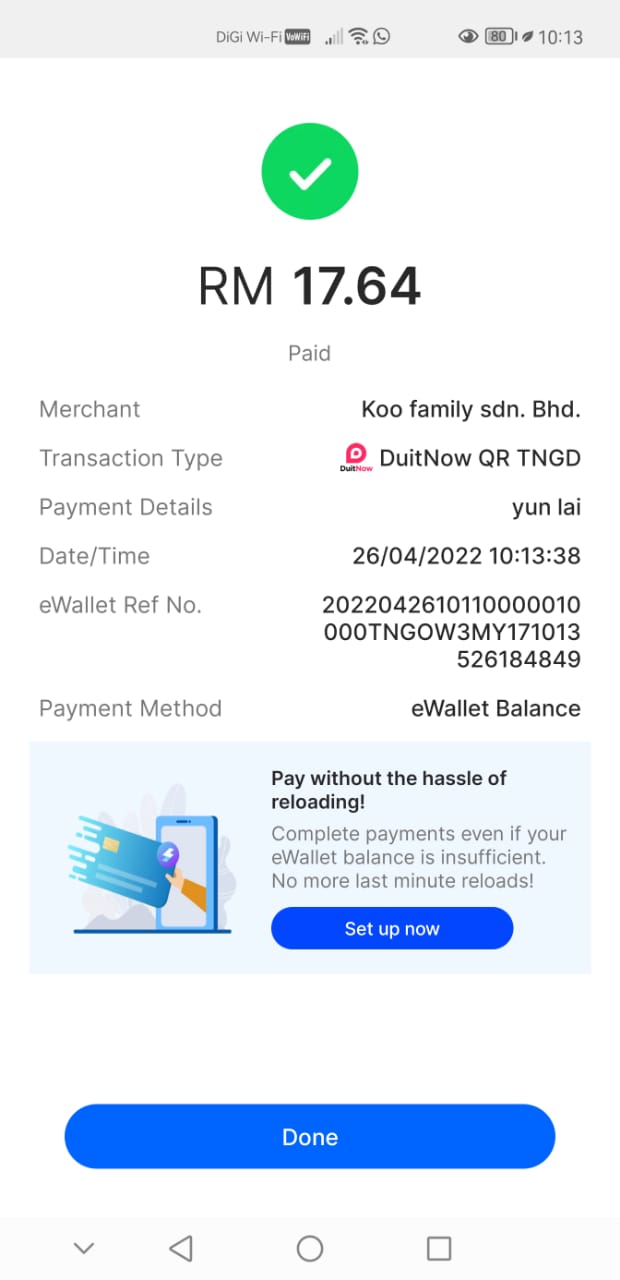 DiGi Wi-Fi VoWiFi 80 10:13
RM 17.64
Paid
Merchant Koo family sdn. Bhd.
Transaction Type DuitNow DuitNow QR TNGD
Payment Details yun lai
Date/Time 26/04/2022 10:13:38
eWallet Ref No. 2022042610110000010
000TNGOW3MY171013
526184849
Payment Method eWallet Balance
Pay without the hassle of
reloading!
Complete payments even if your
eWallet balance is insufficient.
No more last minute reloads!
Set up now
Done